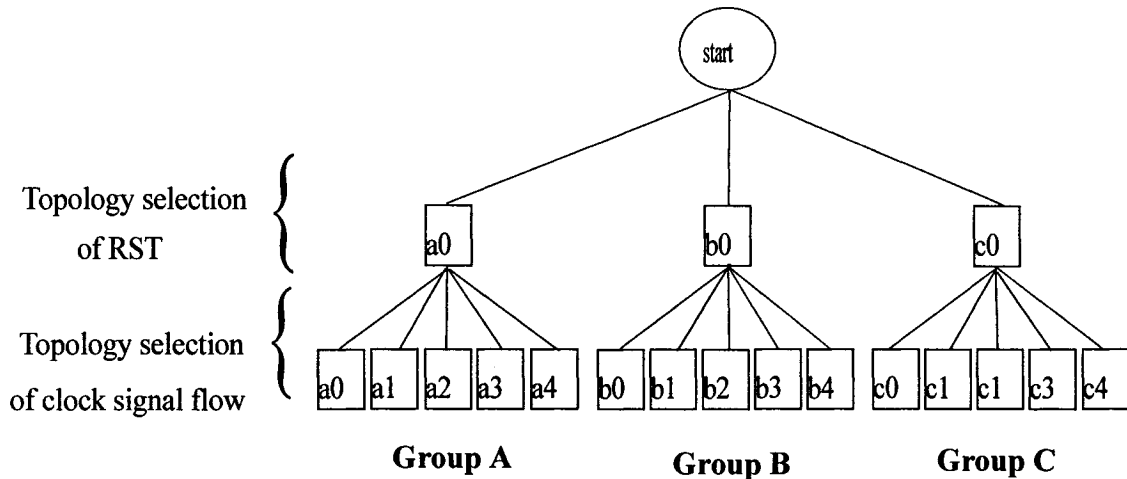 start
Topology selection
of RST
a0
b0
c0
Topology selection
of clock signal flow
a0 a1 a2 a3 a4
b0 b1 b2 b3 b4
c0 c1 c1 c3 c4
Group A
Group B
Group C